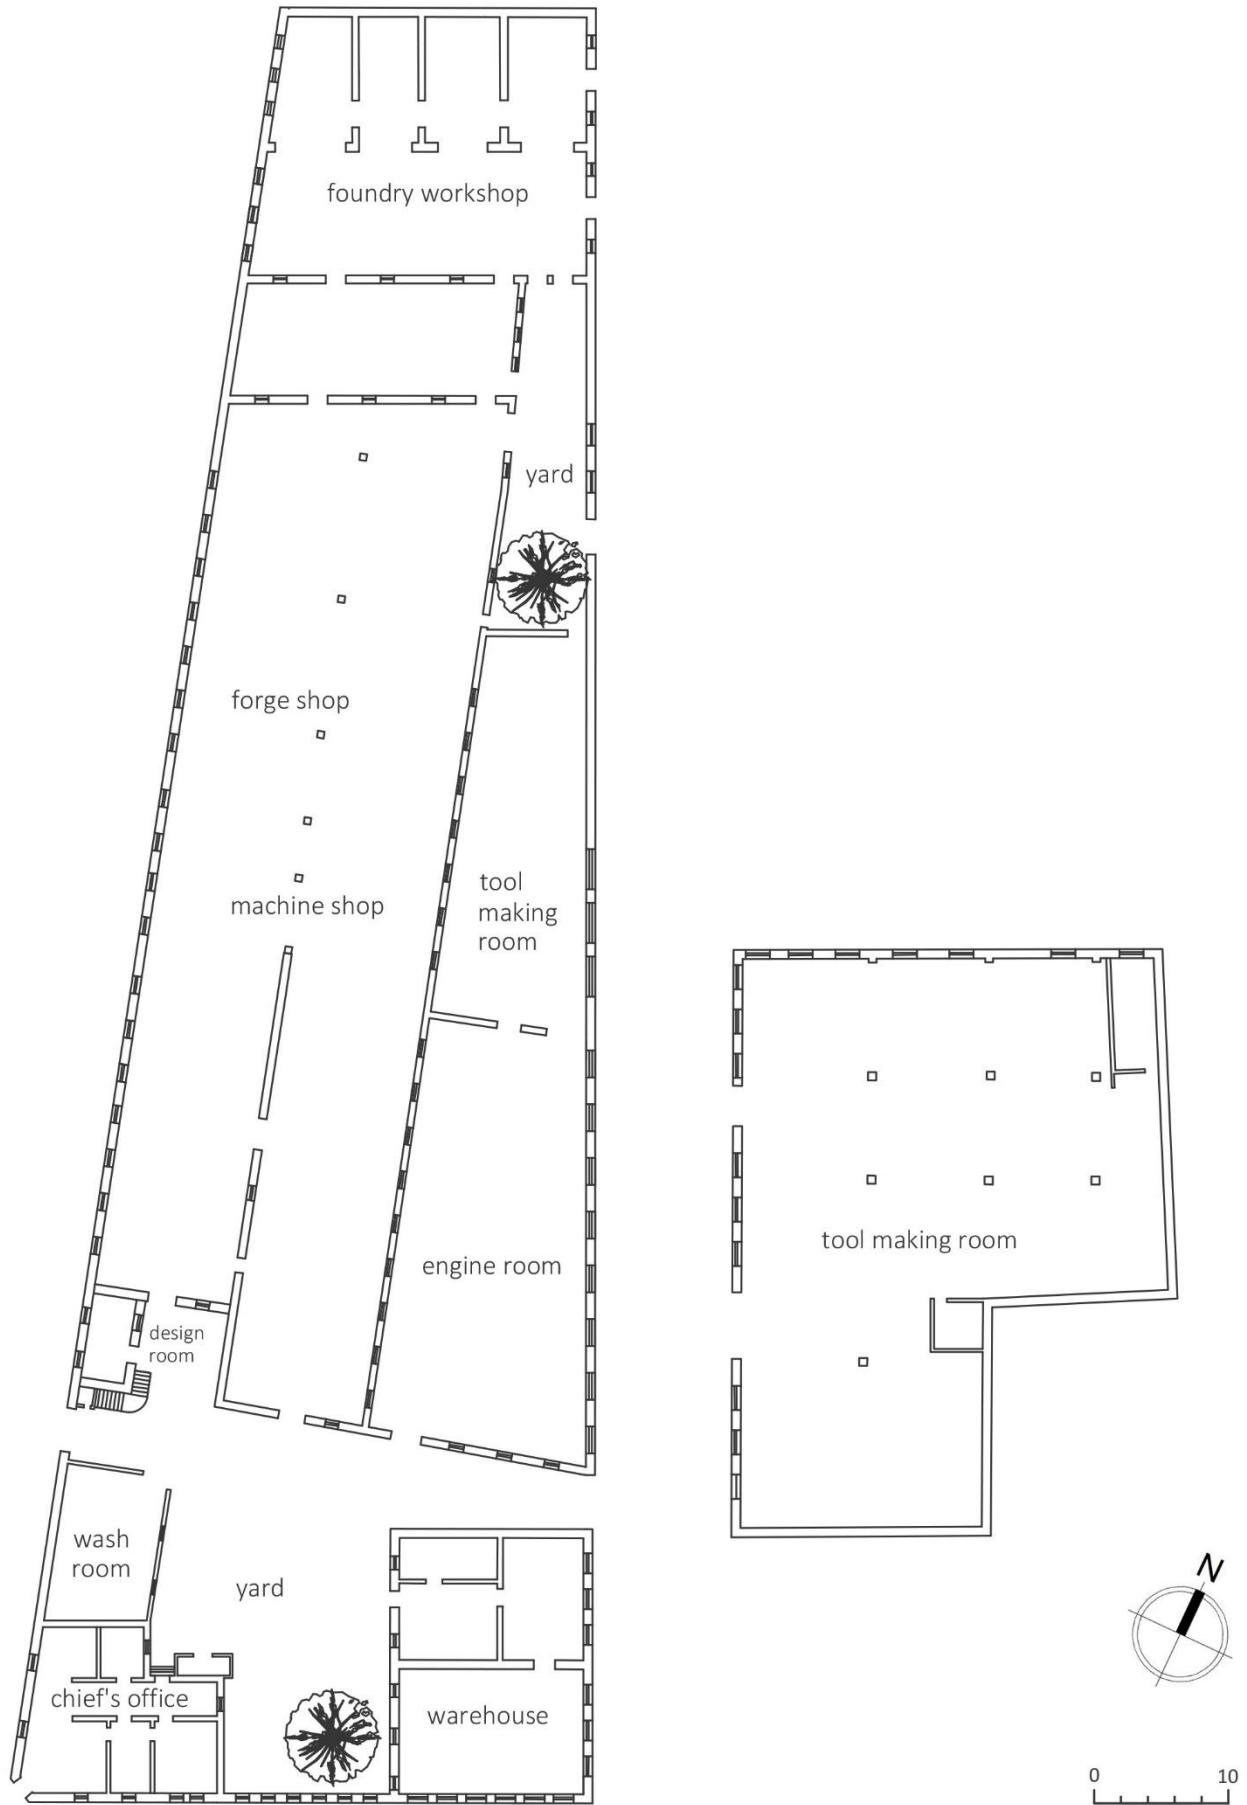 foundry workshop
yard
forge shop
machine shop
tool
making
room
tool making room
engine room
design
room
wash
room
yard
chief's office
warehouse
N
0
10